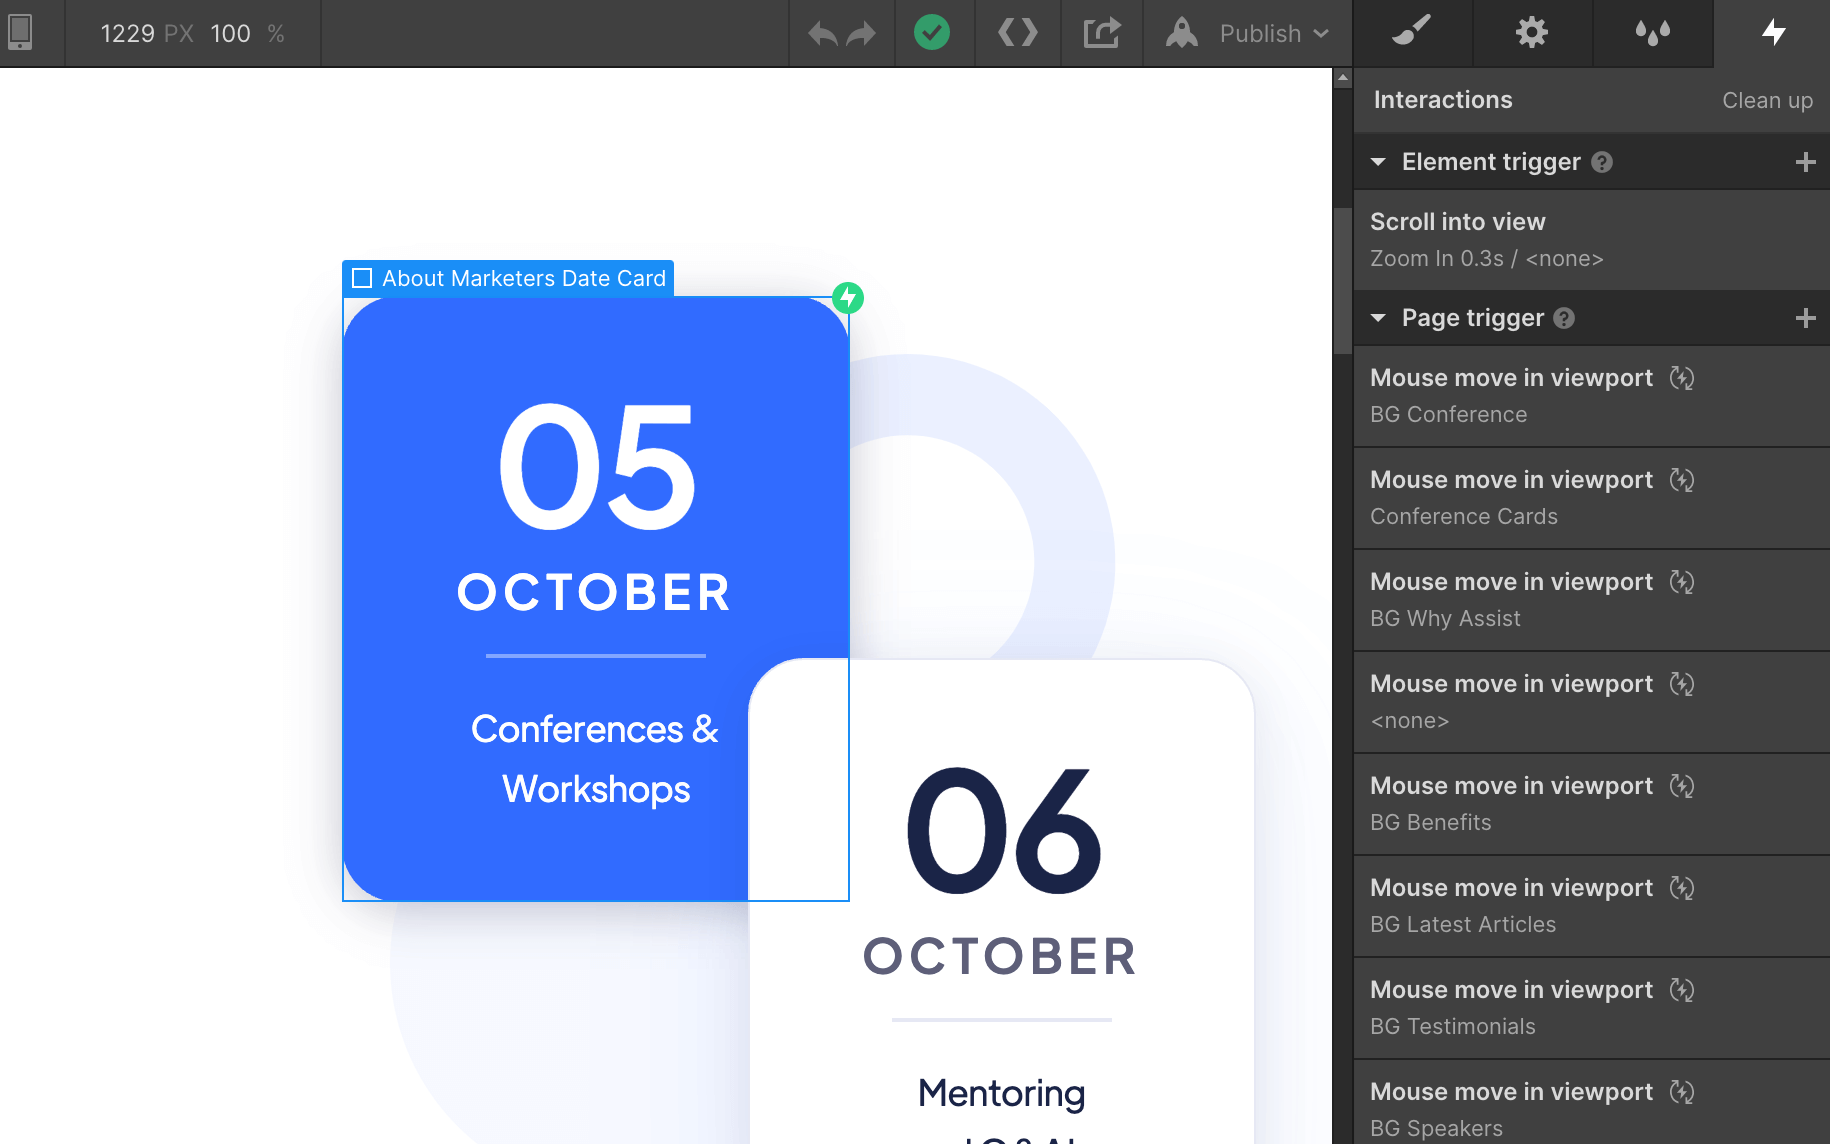 1229 PX 100 %
Publish
Interactions
Clean up
Element trigger ?
Scroll into view
Zoom In 0.3s / <none>
Page trigger ?
Mouse move in viewport
BG Conference
Mouse move in viewport
Conference Cards
Mouse move in viewport
BG Why Assist
Mouse move in viewport
<none>
Mouse move in viewport
BG Benefits
Mouse move in viewport
BG Latest Articles
Mouse move in viewport
BG Testimonials
Mouse move in viewport
BG Speakers
About Marketers Date Card
05
OCTOBER
Conferences &
Workshops
06
OCTOBER
Mentoring